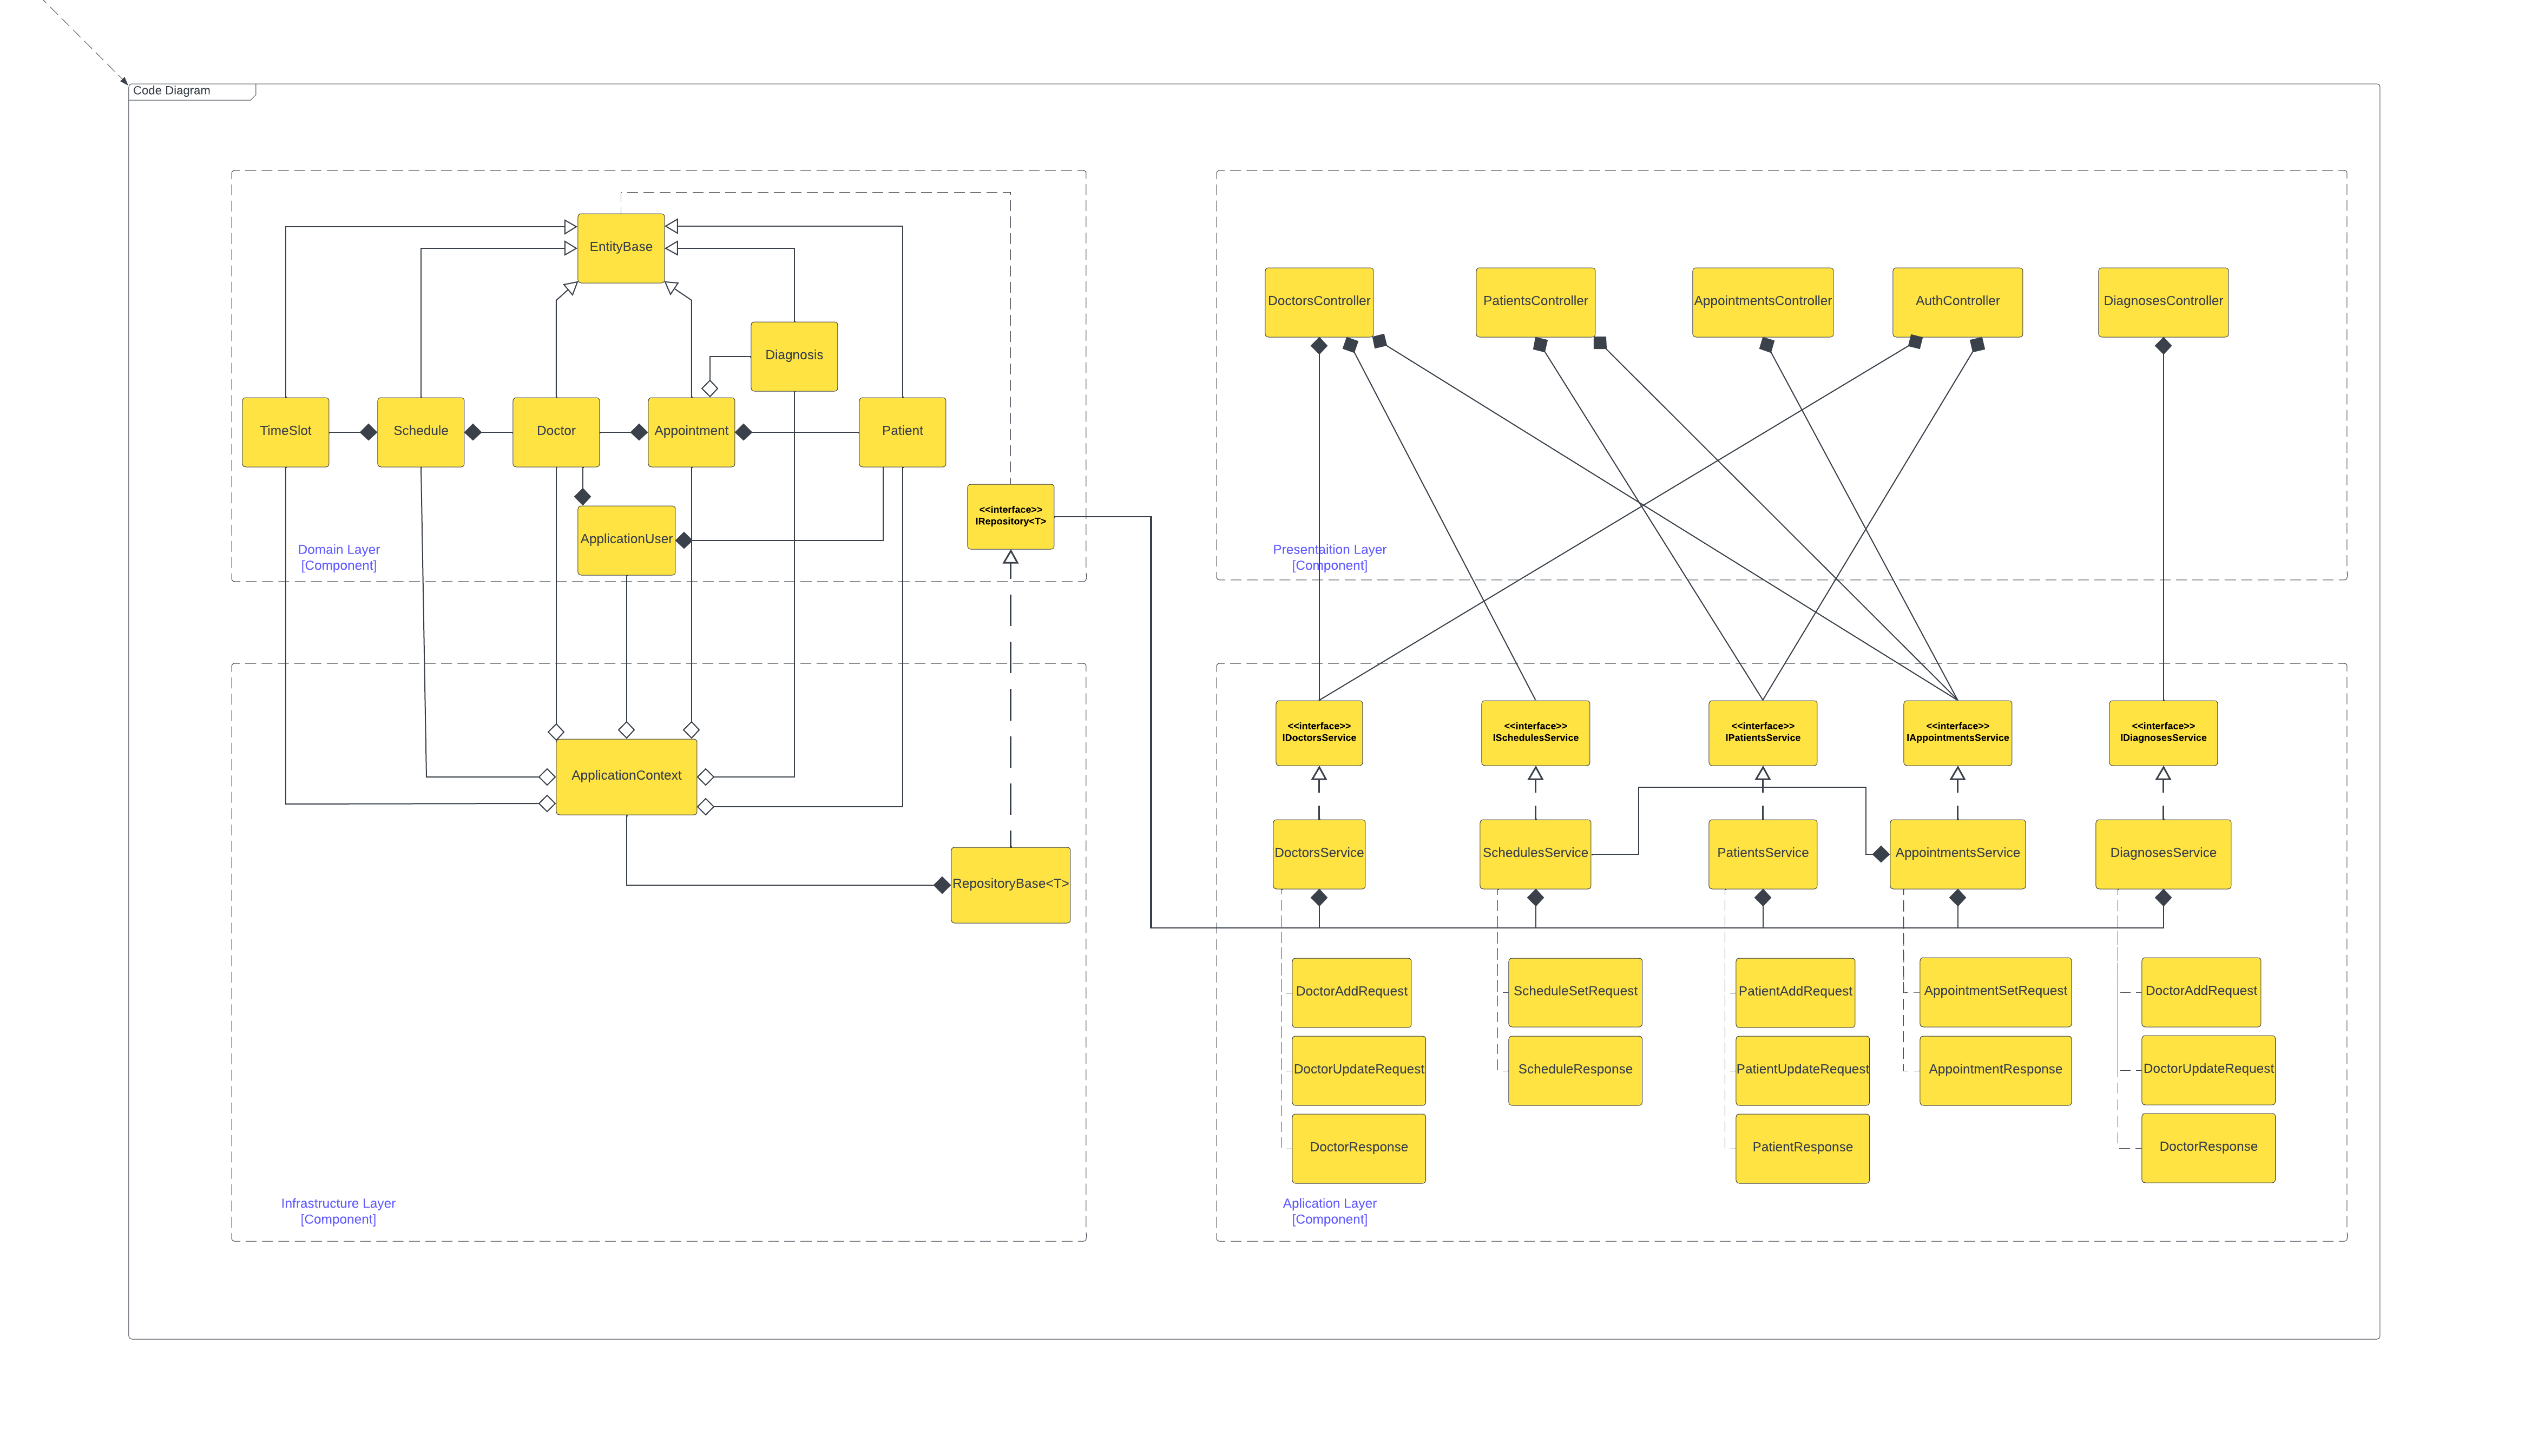 Code Diagram
EntityBase
Diagnosis
TimeSlot
Schedule
Doctor
Appointment
Patient
<<interface>>
IRepository<T>
ApplicationUser
Domain Layer
[Component]
ApplicationContext
RepositoryBase<T>
Infrastructure Layer
[Component]
DoctorsController
PatientsController
AppointmentsController
AuthController
DiagnosesController
Presentaition Layer
[Component]
<<interface>>
IDoctorsService
<<interface>>
ISchedulesService
<<interface>>
IPatientsService
<<interface>>
IAppointmentsService
<<interface>>
IDiagnosesService
DoctorsService
SchedulesService
PatientsService
AppointmentsService
DiagnosesService
DoctorAddRequest
ScheduleSetRequest
PatientAddRequest
AppointmentSetRequest
DoctorAddRequest
DoctorUpdateRequest
ScheduleResponse
PatientUpdateRequest
AppointmentResponse
DoctorUpdateRequest
DoctorResponse
PatientResponse
DoctorResponse
Aplication Layer
[Component]